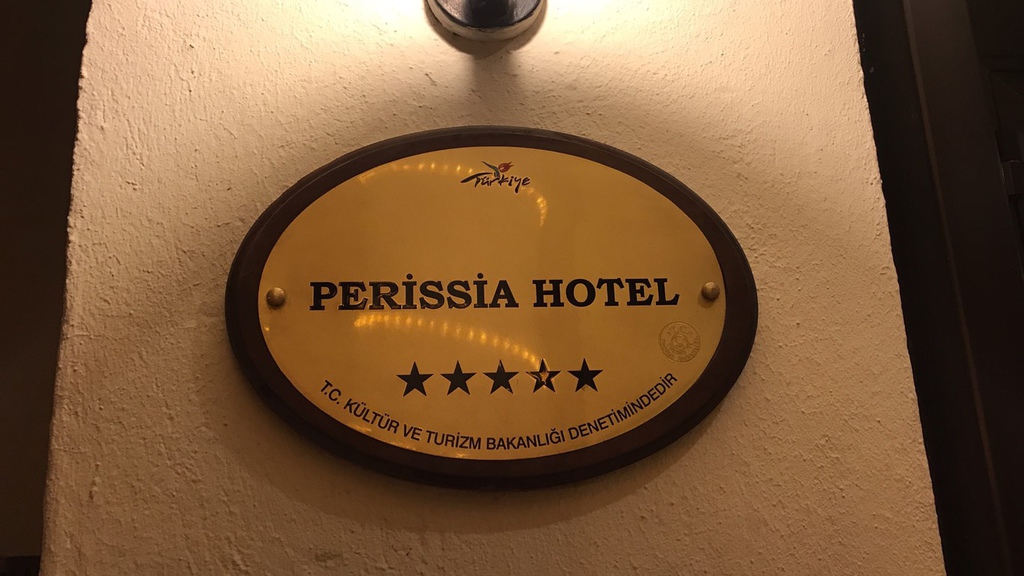 Türkiye
PERİSSİA HOTEL
T.C. KÜLTÜR VE TURİZM BAKANLIĞI DENETİMİNDEDİR